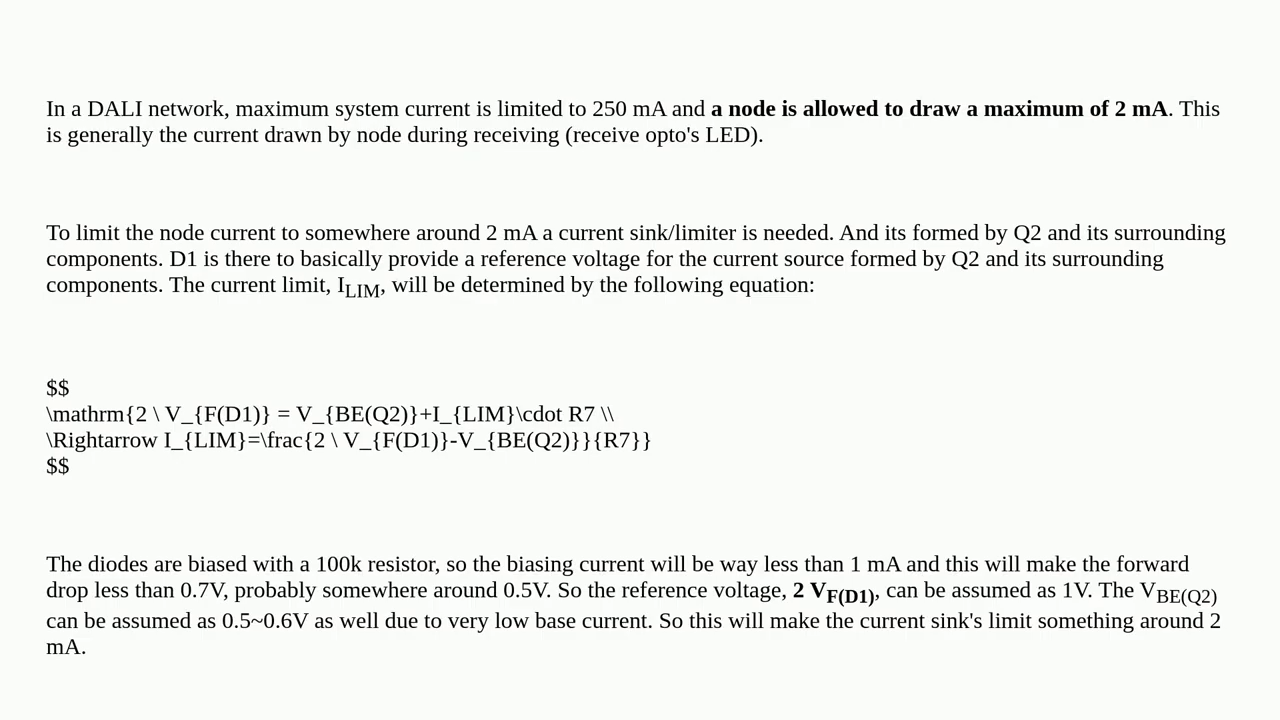 In a DALI network, maximum system current is limited to 250 mA and a node is allowed to draw a maximum of 2 mA. This
is generally the current drawn by node during receiving (receive opto's LED).
To limit the node current to somewhere around 2 mA a current sink/limiter is needed. And its formed by Q2 and its surrounding
components. D1 is there to basically provide a reference voltage for the current source formed by Q2 and its surrounding
components. The current limit, I_LIM, will be determined by the following equation:
$$
\mathrm{2 \ V_{F(D1)} = V_{BE(Q2)}+I_{LIM}\cdot R7 \\
\Rightarrow I_{LIM}=\frac{2 \ V_{F(D1)}-V_{BE(Q2)}}{R7}}
$$
The diodes are biased with a 100k resistor, so the biasing current will be way less than 1 mA and this will make the forward
drop less than 0.7V, probably somewhere around 0.5V. So the reference voltage, 2 V_F(D1), can be assumed as 1V. The V_BE(Q2)
can be assumed as 0.5~0.6V as well due to very low base current. So this will make the current sink's limit something around 2
mA.